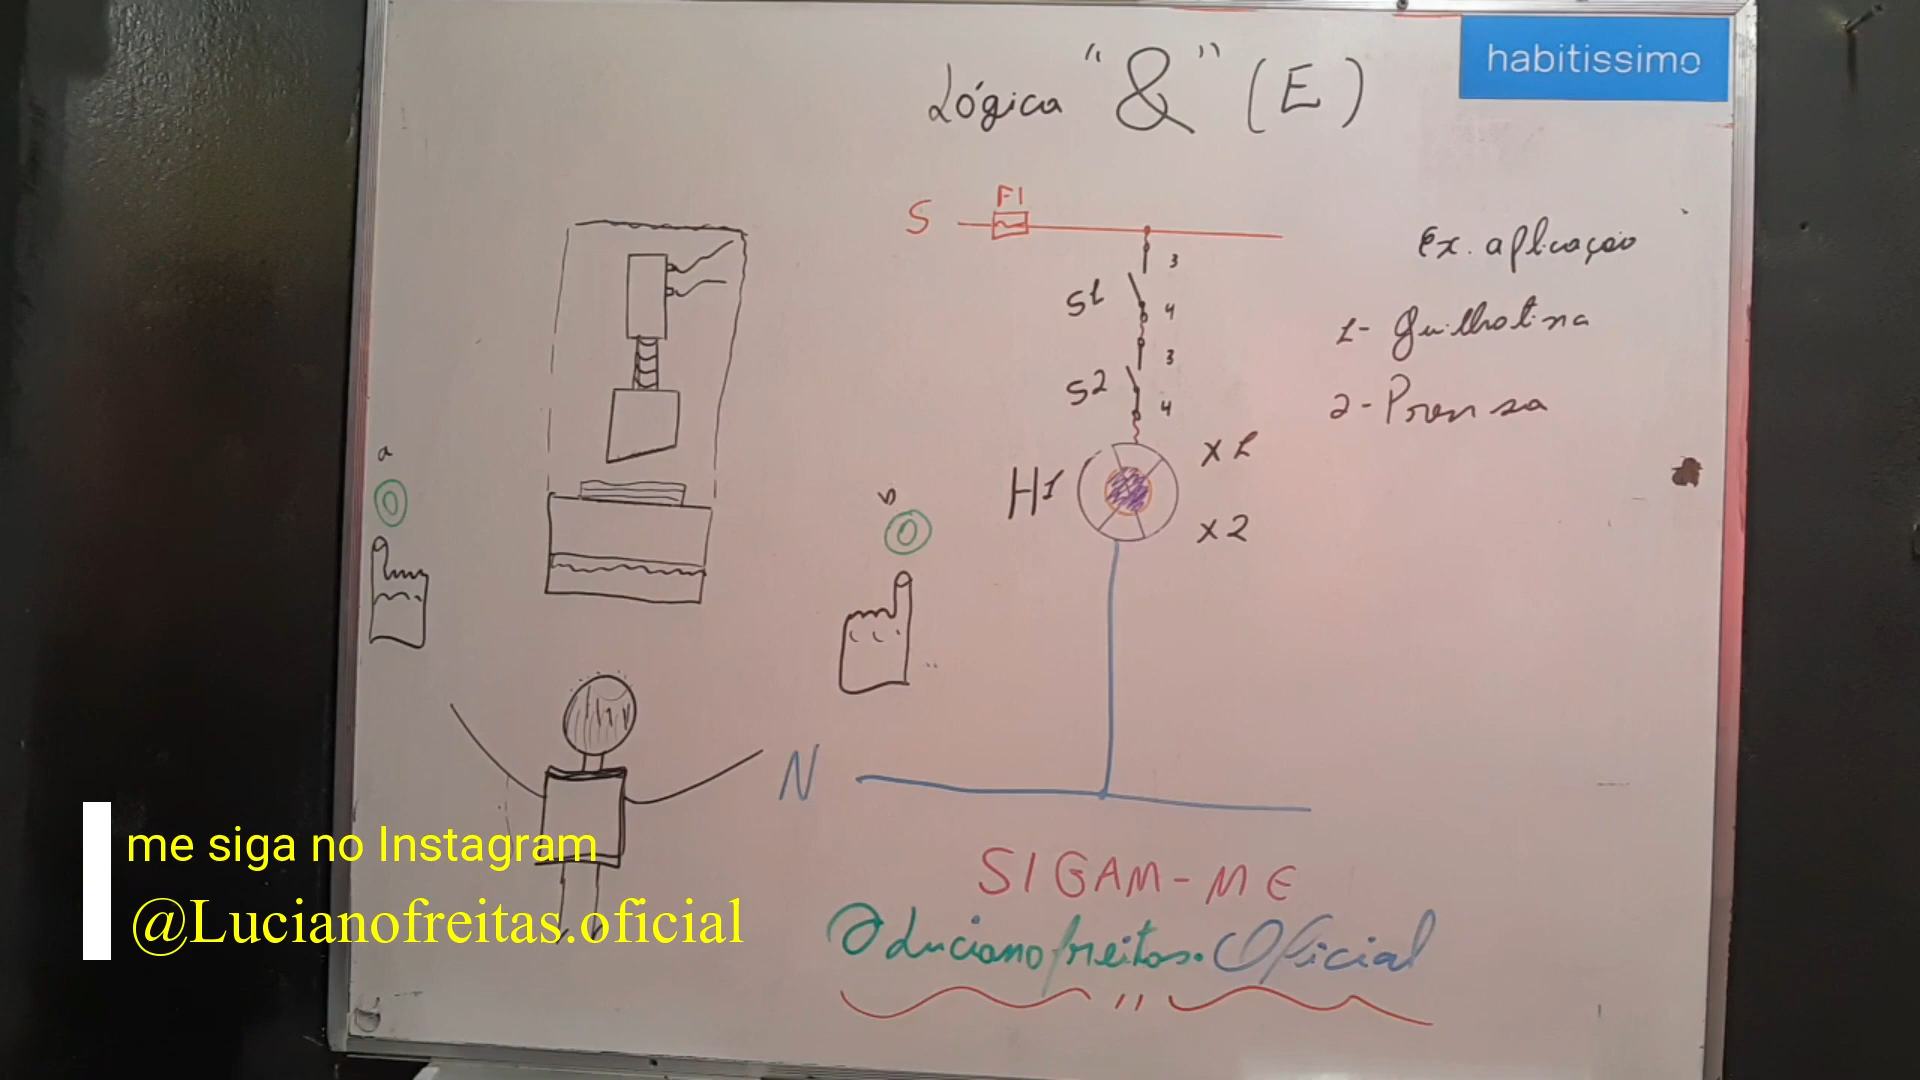 Lógica "&" (E)
habitissimo
F1
S
3
S1
4
3
S2
4
H1
X1
X2
Ex. aplicação
1- Guilhotina
2- Prensa
a
b
N
me siga no Instagram
@Lucianofreitas.oficial
SIGAM-ME
@Lucianofreitas.Oficial